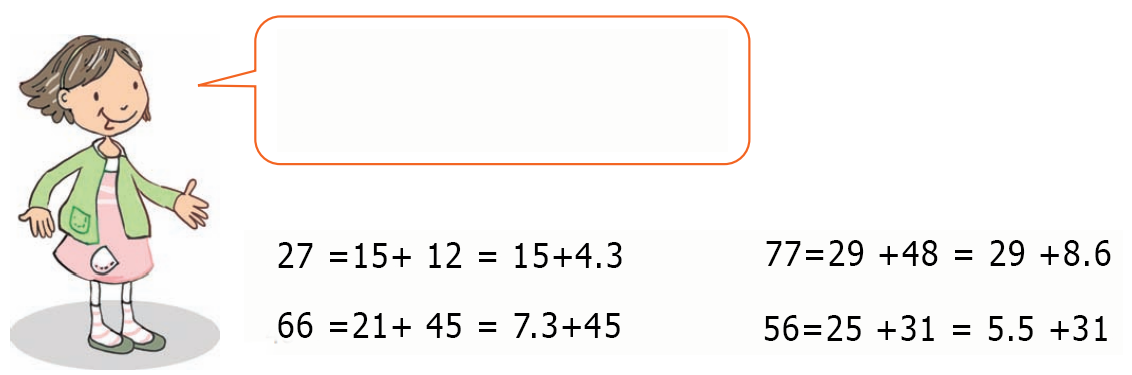 27 =15+ 12 = 15+4.3
77=29 +48 = 29 +8.6
66 =21+ 45 = 7.3+45
56=25 +31 = 5.5 +31